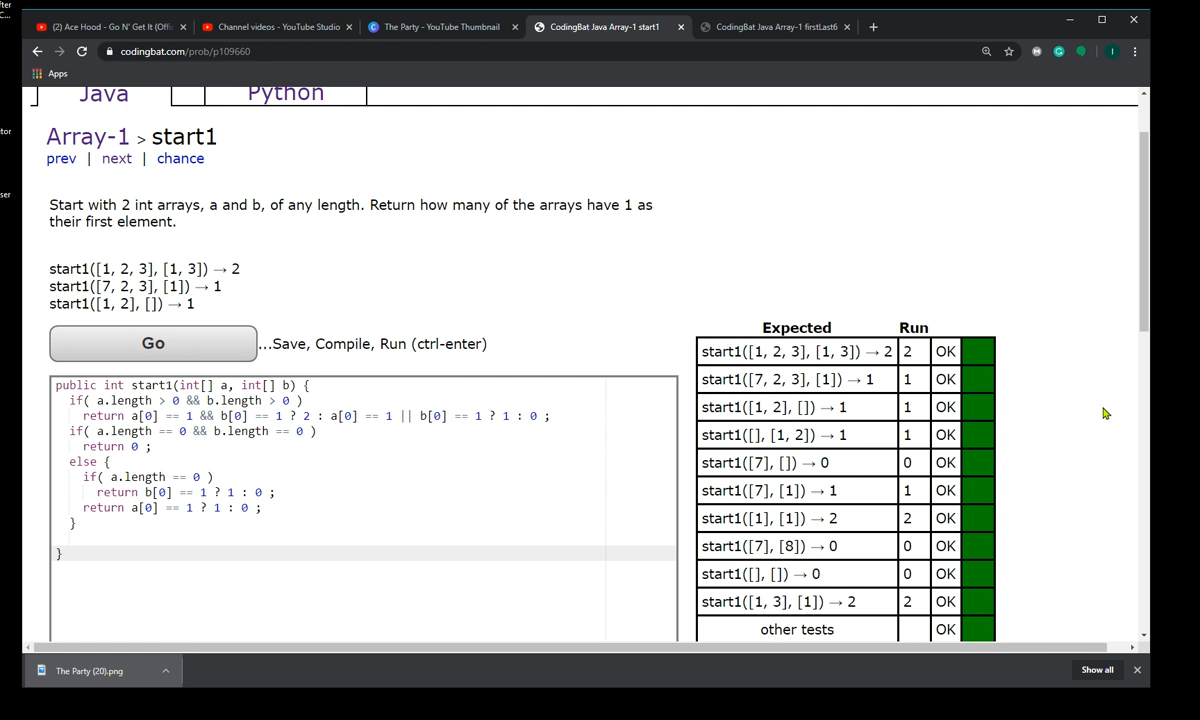 fter
C...
tor
ser
(2) Ace Hood - Go N' Get It (Offi
Channel videos - YouTube Studio
The Party - YouTube Thumbnail
CodingBat Java Array-1 start1
CodingBat Java Array-1 firstLast6
codingbat.com/prob/p109660
Apps
Java
Python
Array-1 > start1
prev | next | chance
Start with 2 int arrays, a and b, of any length. Return how many of the arrays have 1 as
their first element.
start1([1, 2, 3], [1, 3]) → 2
start1([7, 2, 3], [1]) → 1
start1([1, 2], []) → 1
Go
...Save, Compile, Run (ctrl-enter)
public int start1(int[] a, int[] b) {
if( a.length > 0 && b.length > 0 )
return a[0] == 1 && b[0] == 1 ? 2 : a[0] == 1 || b[0] == 1 ? 1 : 0 ;
if( a.length == 0 && b.length == 0 )
return 0 ;
else {
if( a.length == 0 )
return b[0] == 1 ? 1 : 0 ;
return a[0] == 1 ? 1 : 0 ;
}
}
Expected Run
start1([1, 2, 3], [1, 3]) → 2 2 OK
start1([7, 2, 3], [1]) → 1 1 OK
start1([1, 2], []) → 1 1 OK
start1([], [1, 2]) → 1 1 OK
start1([7], []) → 0 0 OK
start1([7], [1]) → 1 1 OK
start1([1], [1]) → 2 2 OK
start1([7], [8]) → 0 0 OK
start1([], []) → 0 0 OK
start1([1, 3], [1]) → 2 2 OK
other tests OK
The Party (20).png
Show all